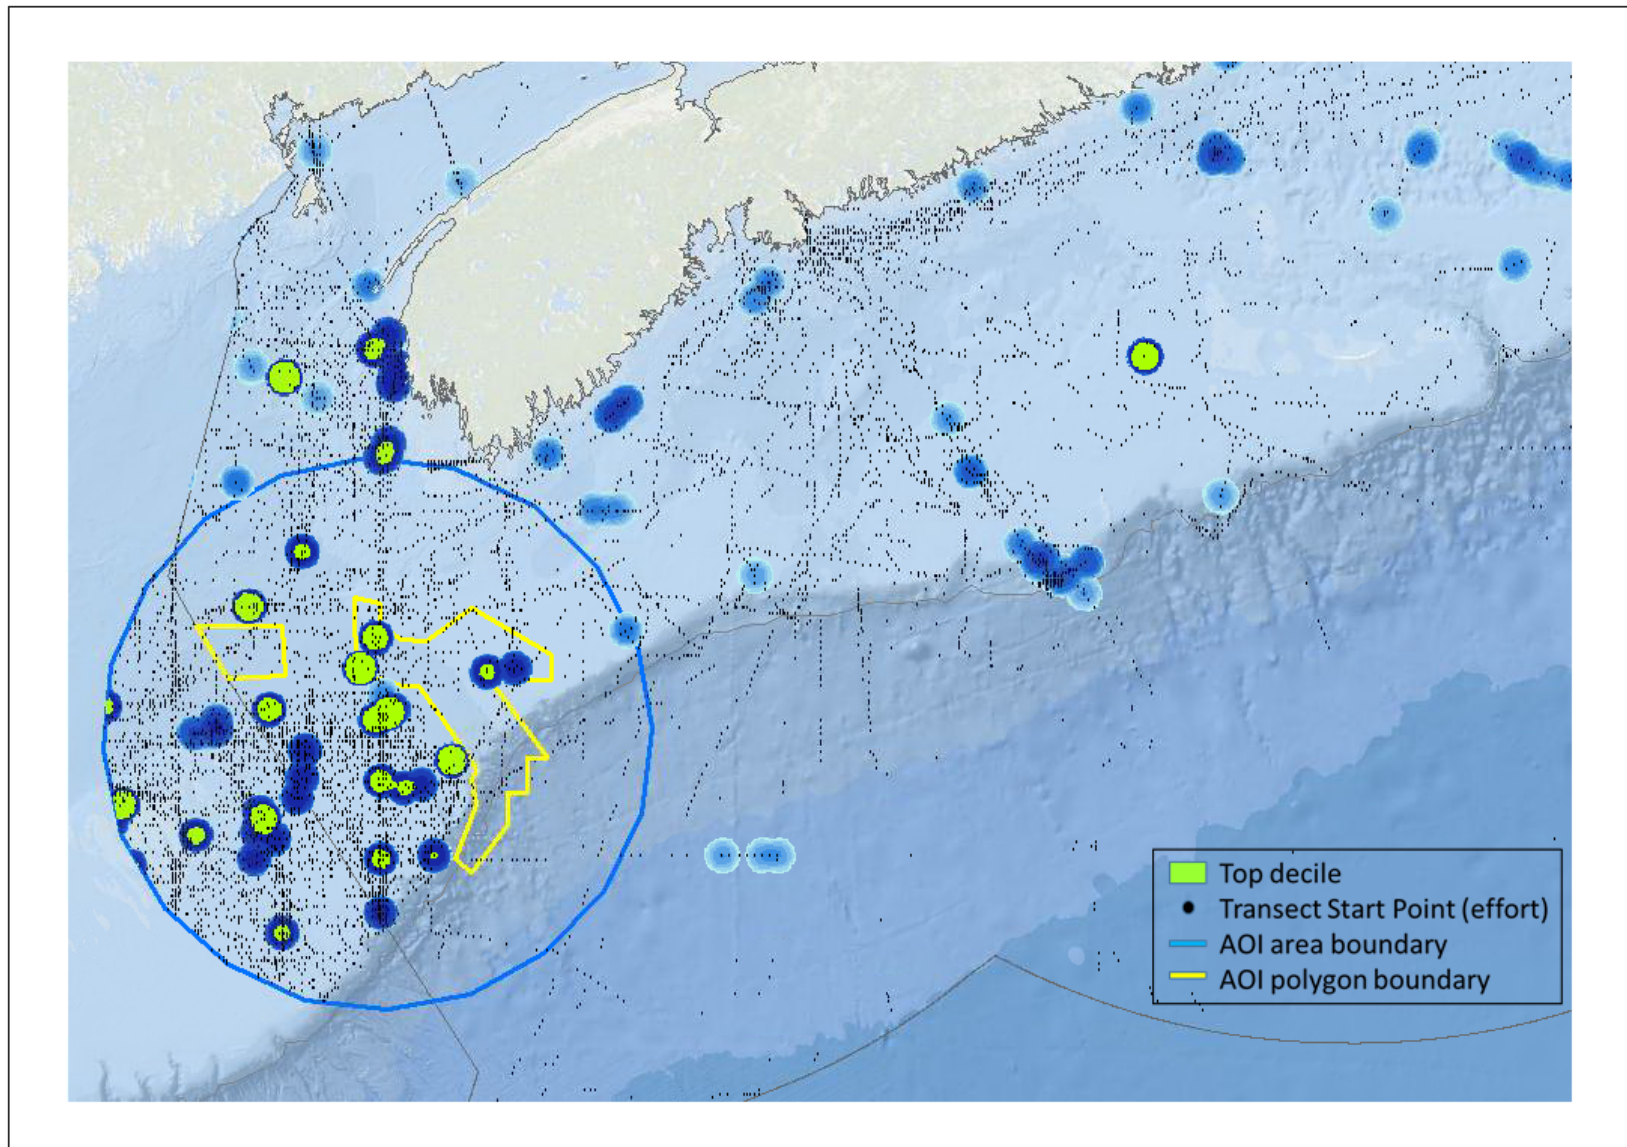 Top decile
Transect Start Point (effort)
AOI area boundary
AOI polygon boundary